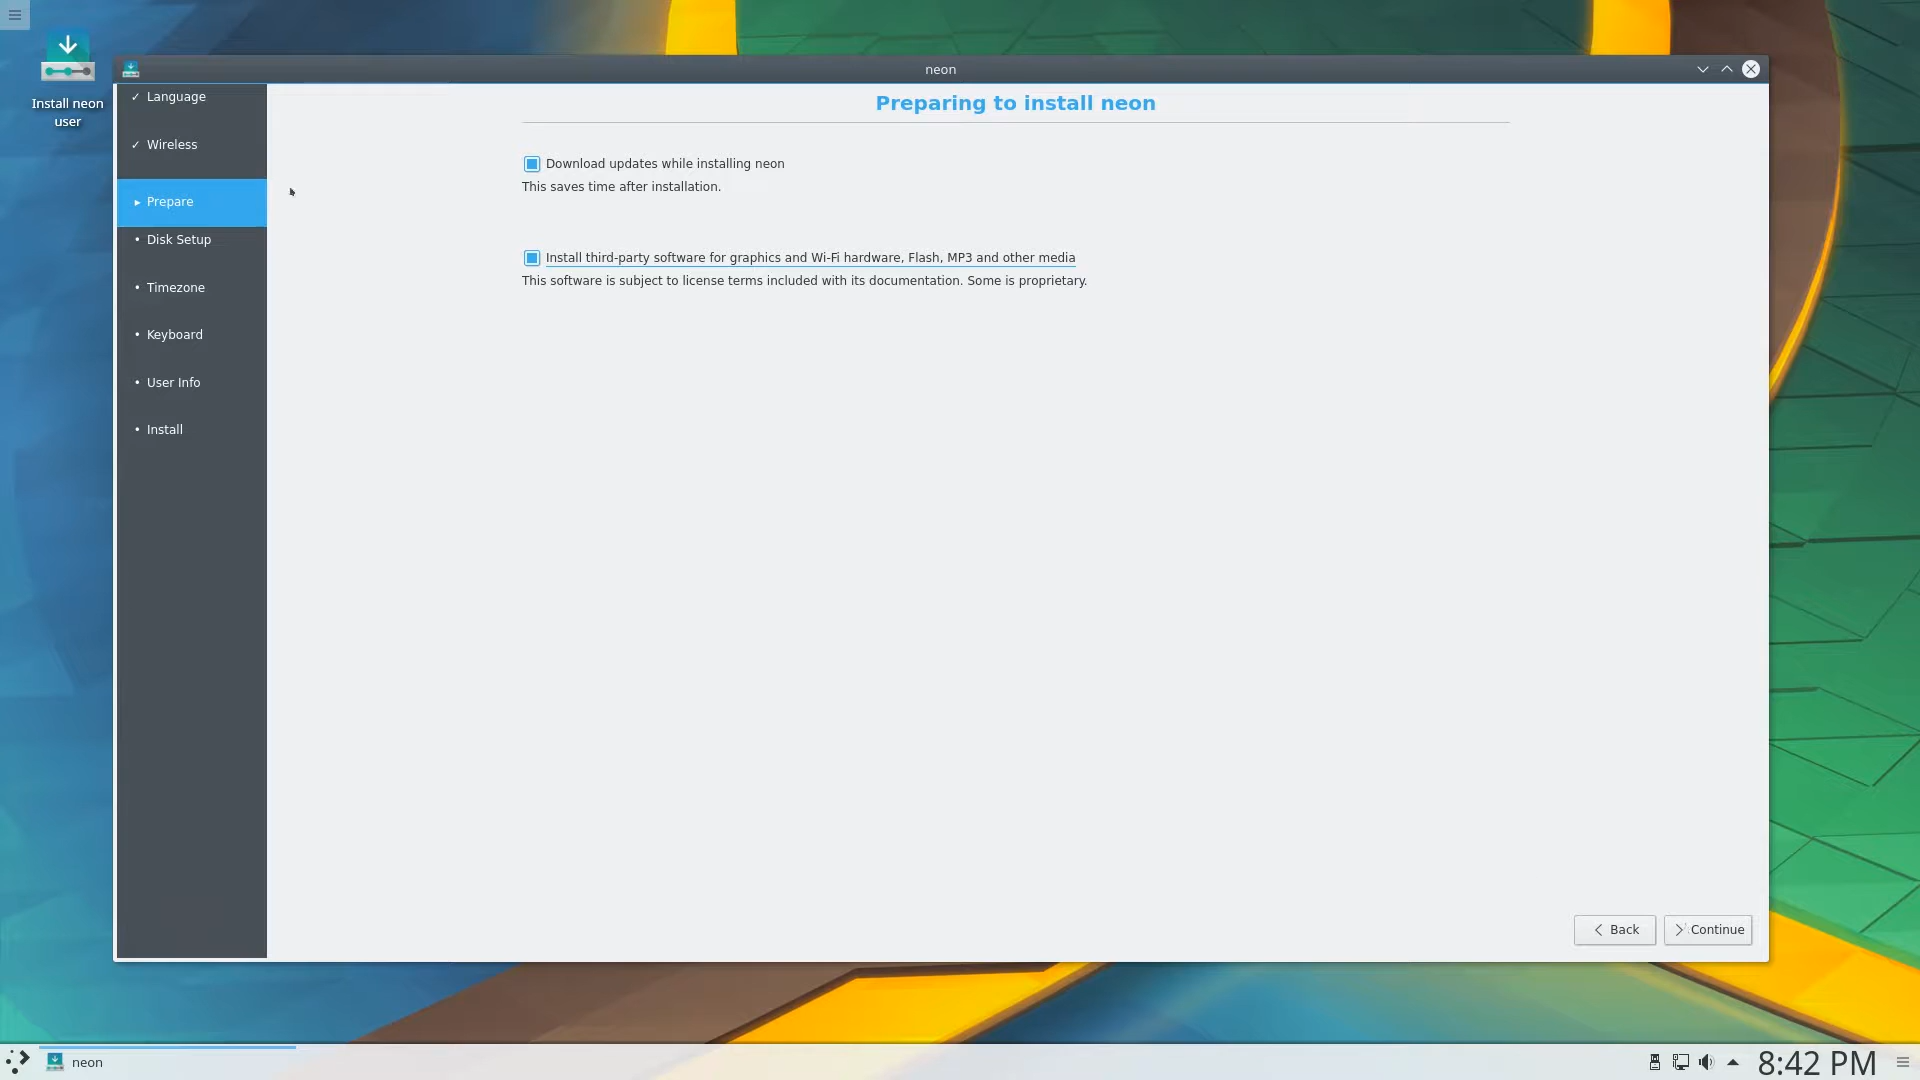 Install neon
user
neon
✓ Language
✓ Wireless
▸ Prepare
• Disk Setup
• Timezone
• Keyboard
• User Info
• Install
Preparing to install neon
Download updates while installing neon
This saves time after installation.
Install third-party software for graphics and Wi-Fi hardware, Flash, MP3 and other media
This software is subject to license terms included with its documentation. Some is proprietary.
Back
Continue
neon
8:42 PM